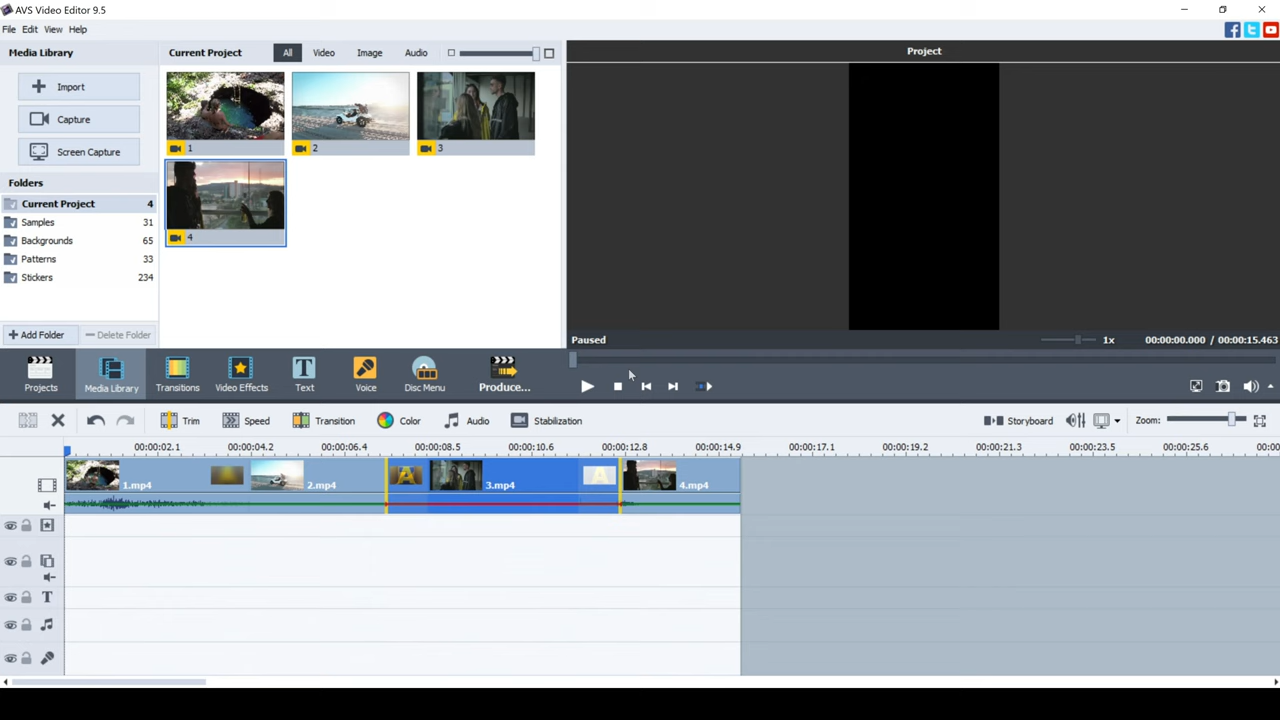 AVS Video Editor 9.5
File Edit View Help
Media Library
Current Project All Video Image Audio
Project
Import
Capture
Screen Capture
1 2 3
4
Folders
Current Project 4
Samples 31
Backgrounds 65
Patterns 33
Stickers 234
Add Folder Delete Folder
Paused 1x 00:00:00.000 / 00:00:15.463
Projects Media Library Transitions Video Effects Text Voice Disc Menu Produce...
Trim Speed Transition Color Audio Stabilization Storyboard Zoom:
00:00:02.1 00:00:04.2 00:00:06.4 00:00:08.5 00:00:10.6 00:00:12.8 00:00:14.9 00:00:17.1 00:00:19.2 00:00:21.3 00:00:23.5 00:00:25.6
1.mp4 2.mp4 A 3.mp4 A 4.mp4
T